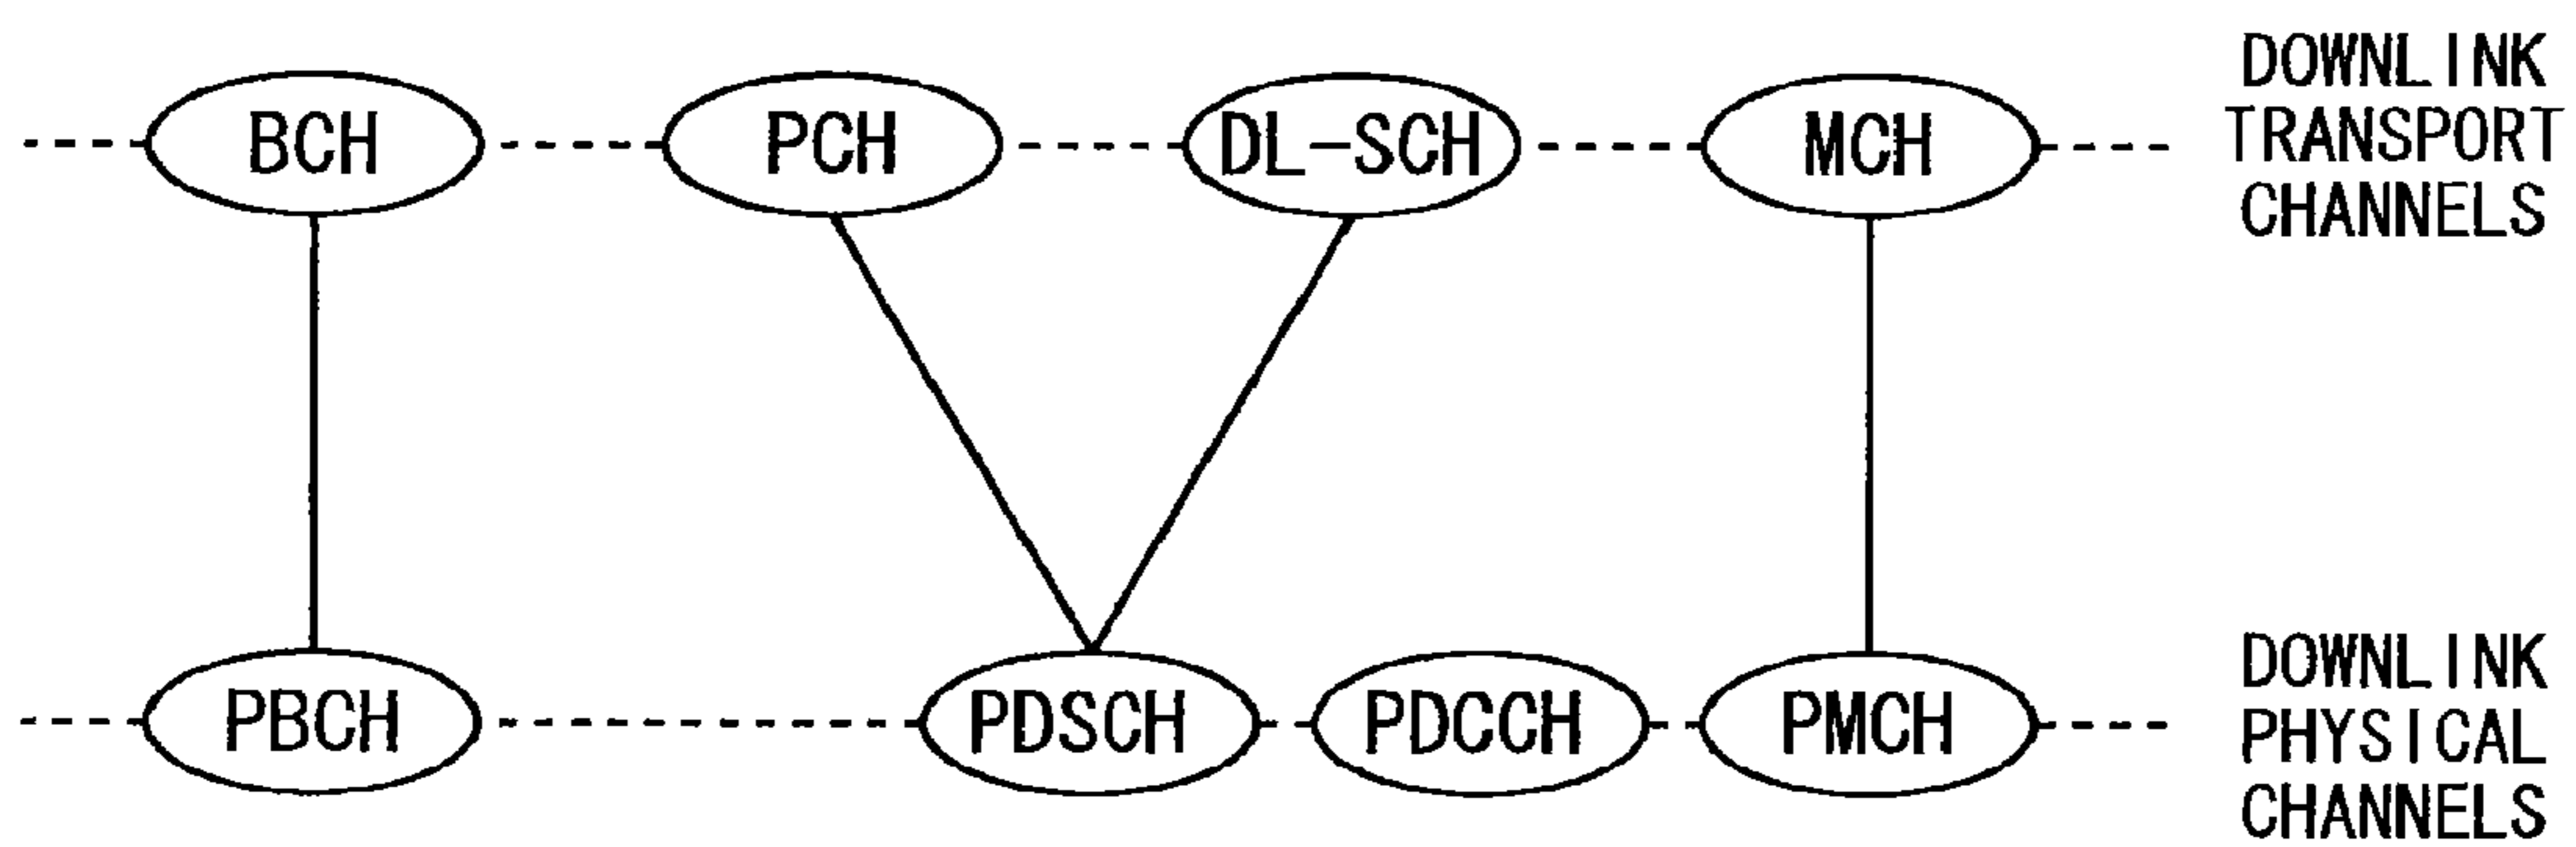 BCH
PCH
DL-SCH
MCH
DOWNLINK
TRANSPORT
CHANNELS
PBCH
PDSCH
PDCCH
PMCH
DOWNLINK
PHYSICAL
CHANNELS